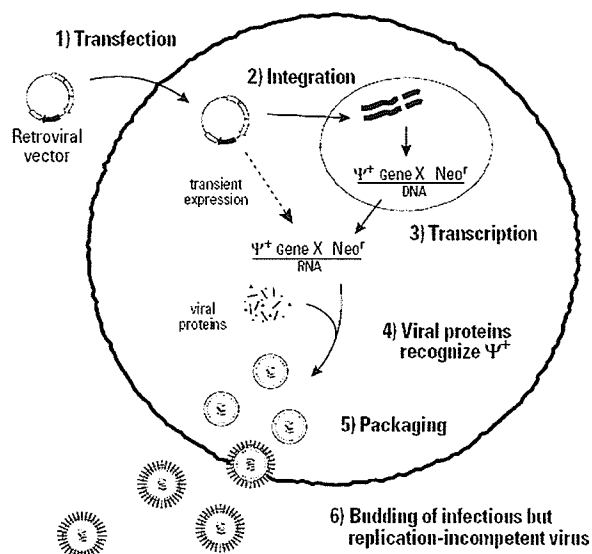 1) Transfection
Retroviral
vector
2) Integration
Ψ+ Gene X Neor
DNA
transient
expression
3) Transcription
Ψ+ Gene X Neor
RNA
viral
proteins
4) Viral proteins
recognize Ψ+
5) Packaging
6) Budding of infectious but
replication-incompetent virus